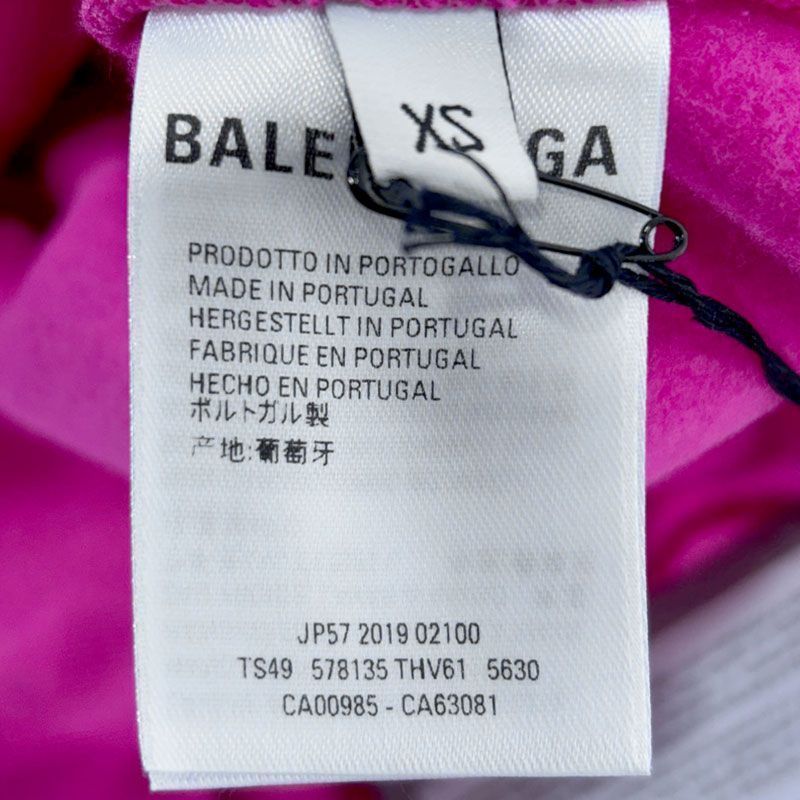 XS
BALE GA
PRODOTTO IN PORTOGALLO
MADE IN PORTUGAL
HERGESTELLT IN PORTUGAL
FABRIQUE EN PORTUGAL
HECHO EN PORTUGAL
ポルトガル製
产地:葡萄牙
JP57 2019 02100
TS49 578135 THV61 5630
CA00985 - CA63081